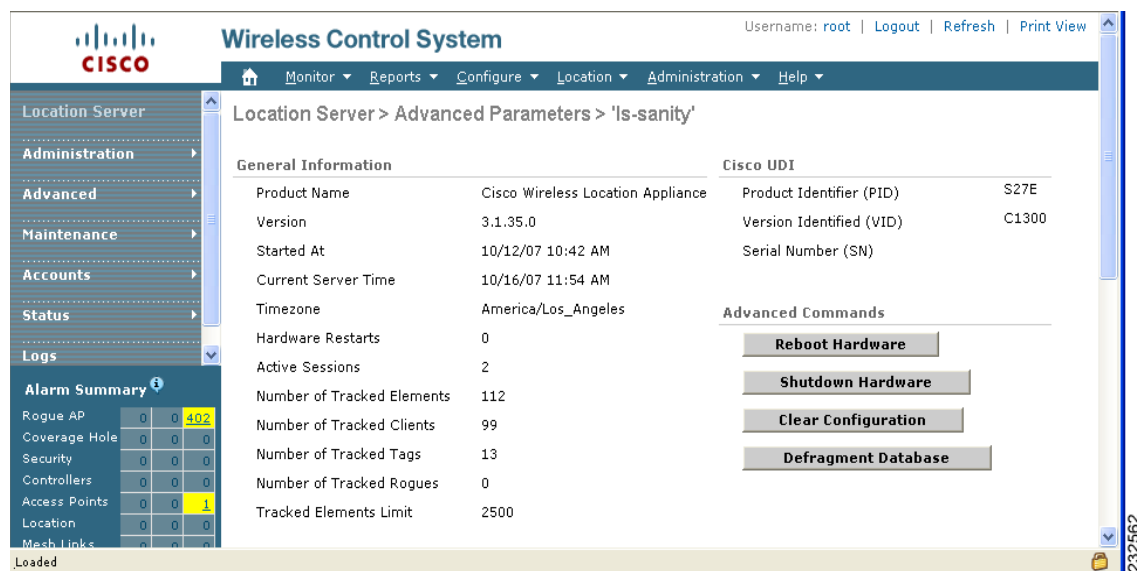 CISCO
Wireless Control System
Username: root | Logout | Refresh | Print View
Monitor Reports Configure Location Administration Help
Location Server
Administration
Advanced
Maintenance
Accounts
Status
Logs
Alarm Summary
Rogue AP 0 0 402
Coverage Hole 0 0 0
Security 0 0 0
Controllers 0 0 0
Access Points 0 0 1
Location 0 0 0
Mesh Links 0 0 0
Location Server > Advanced Parameters > 'ls-sanity'
General Information
Product Name Cisco Wireless Location Appliance
Version 3.1.35.0
Started At 10/12/07 10:42 AM
Current Server Time 10/16/07 11:54 AM
Timezone America/Los_Angeles
Hardware Restarts 0
Active Sessions 2
Number of Tracked Elements 112
Number of Tracked Clients 99
Number of Tracked Tags 13
Number of Tracked Rogues 0
Tracked Elements Limit 2500
Cisco UDI
Product Identifier (PID) S27E
Version Identified (VID) C1300
Serial Number (SN)
Advanced Commands
Reboot Hardware
Shutdown Hardware
Clear Configuration
Defragment Database
Loaded
232562